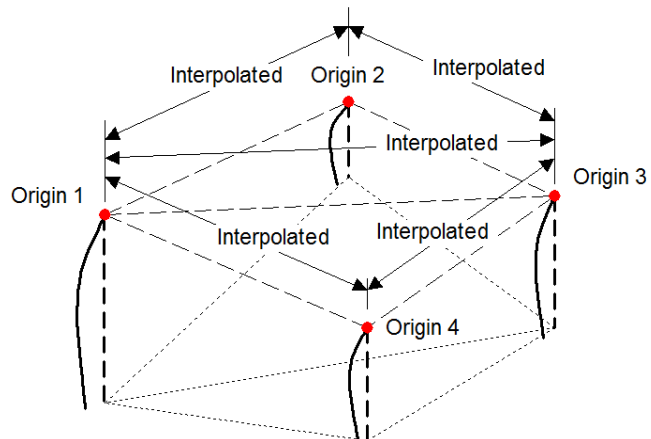 Interpolated
Origin 2
Interpolated
Interpolated
Origin 1
Origin 3
Interpolated
Interpolated
Origin 4